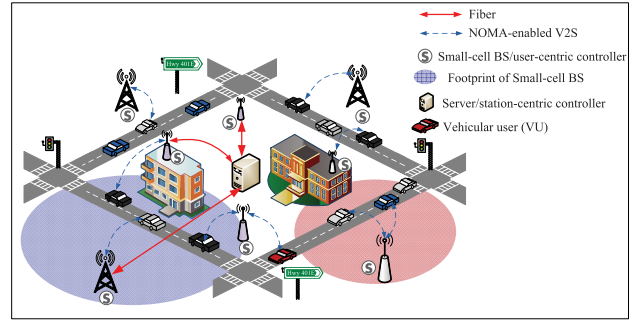 Fiber
NOMA-enabled V2S
S Small-cell BS/user-centric controller
Footprint of Small-cell BS
Server/station-centric controller
Vehicular user (VU)
Hwy 401E
S
S
S
S
S
S
S
S
Hwy 401E